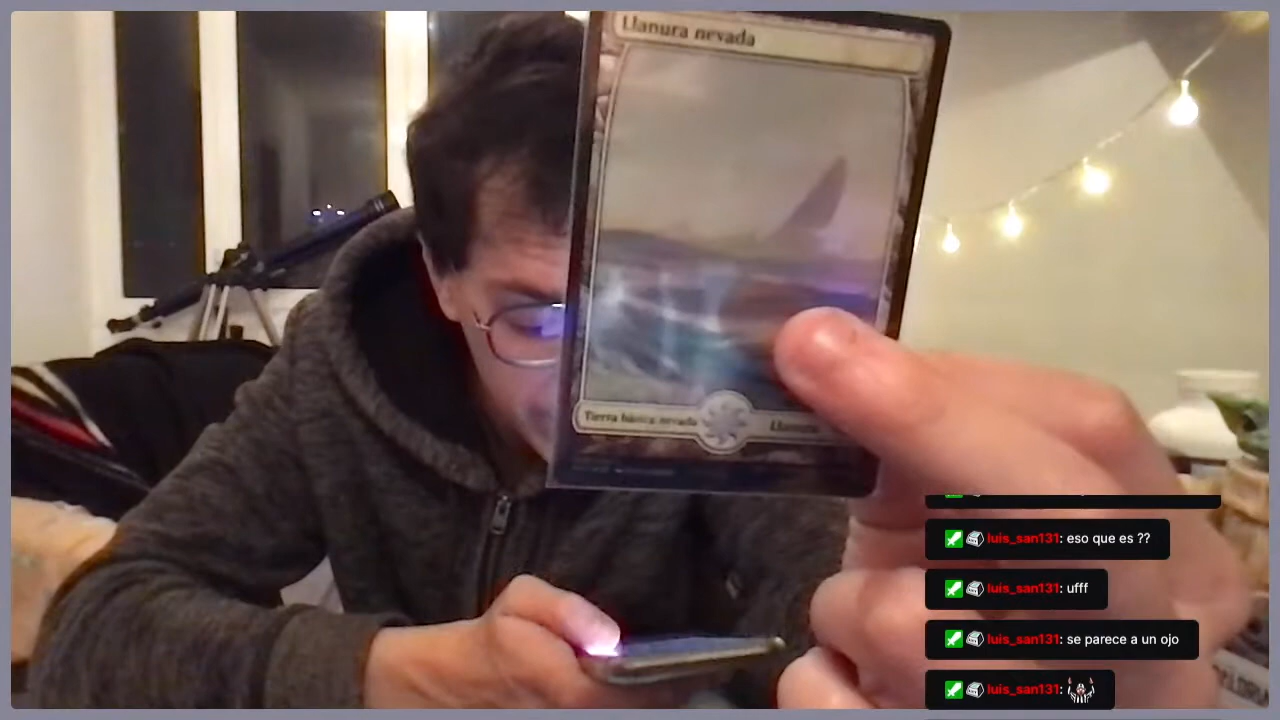 Llanura nevada
Tierra básica nevada
luis_san131: eso que es ??
luis_san131: ufff
luis_san131: se parece a un ojo
luis_san131: